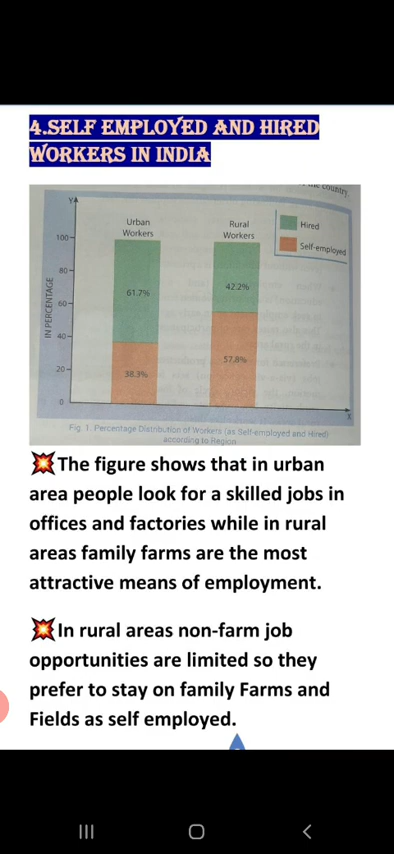 4.SELF EMPLOYED AND HIRED
WORKERS IN INDIA
the country
Y
Urban
Workers
Rural
Workers
Hired
Self-employed
IN PERCENTAGE
100
80
60
40
20
0
61.7%
42.2%
38.3%
57.8%
X
Fig. 1. Percentage Distribution of Workers (as Self-employed and Hired)
according to Region
The figure shows that in urban
area people look for a skilled jobs in
offices and factories while in rural
areas family farms are the most
attractive means of employment.
In rural areas non-farm job
opportunities are limited so they
prefer to stay on family Farms and
Fields as self employed.